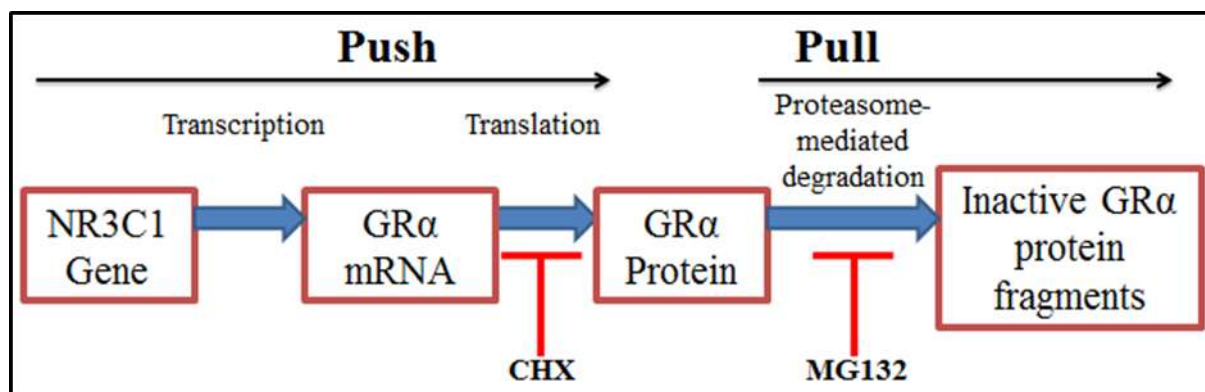 Push
Pull
Transcription
Translation
Proteasome-
mediated
degradation
NR3C1
Gene
GRα
mRNA
GRα
Protein
Inactive GRα
protein
fragments
CHX
MG132